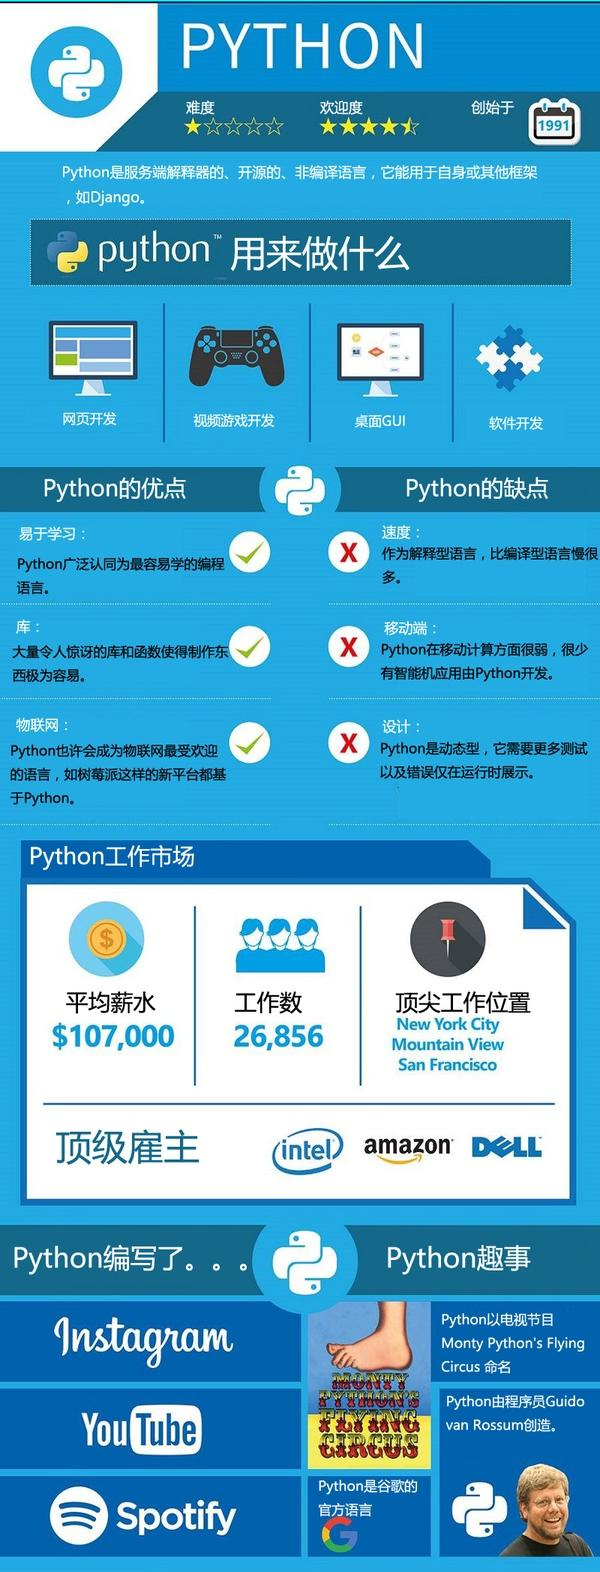 PYTHON
难度
欢迎度
创始于
1991
Python是服务端解释器的、开源的、非编译语言，它能用于自身或其他框架
，如Django。
python™ 用来做什么
网页开发
视频游戏开发
桌面GUI
软件开发
Python的优点
Python的缺点
易于学习：
Python广泛认同为最容易学的编程
语言。
速度：
作为解释型语言，比编译型语言慢很
多。
库：
大量令人惊讶的库和函数使得制作东
西极为容易。
移动端：
Python在移动计算方面很弱，很少
有智能机应用由Python开发。
物联网：
Python也许会成为物联网最受欢迎
的语言，如树莓派这样的新平台都基
于Python。
设计：
Python是动态型，它需要更多测试
以及错误仅在运行时展示。
Python工作市场
平均薪水
$107,000
工作数
26,856
顶尖工作位置
New York City
Mountain View
San Francisco
顶级雇主
intel
amazon
DELL
Python编写了。。。
Python趣事
Instagram
YouTube
Spotify
MONTY
PYTHON'S
FLYING
CIRCUS
Python以电视节目
Monty Python's Flying
Circus 命名
Python由程序员Guido
van Rossum创造。
Python是谷歌的
官方语言